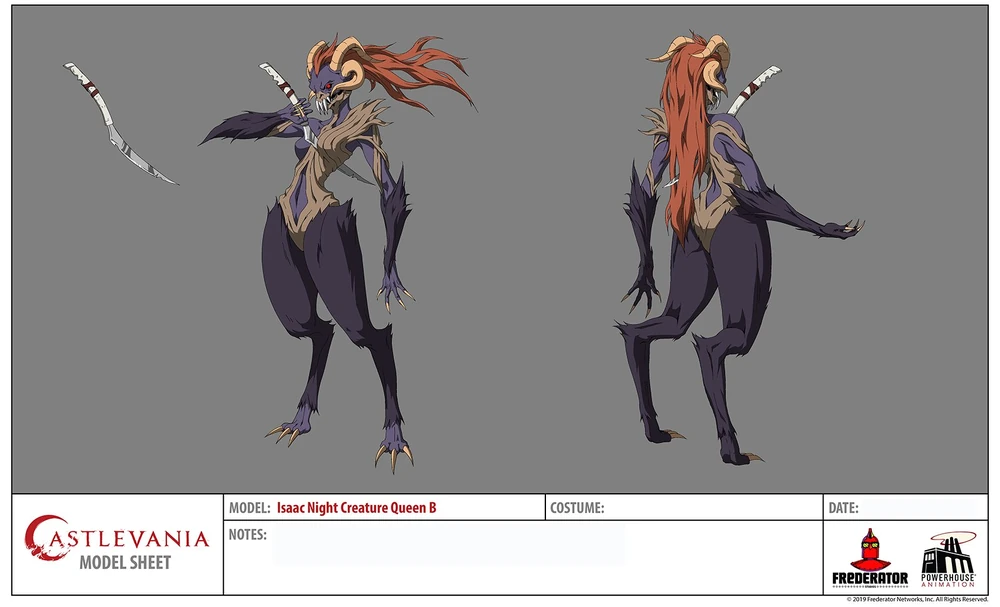 MODEL: Isaac Night Creature Queen B
COSTUME:
DATE:
NOTES:
CASTLEVANIA
MODEL SHEET
FREDERATOR
STUDIOS
POWERHOUSE
ANIMATION
© 2019 Frederator Networks, Inc. All Rights Reserved.